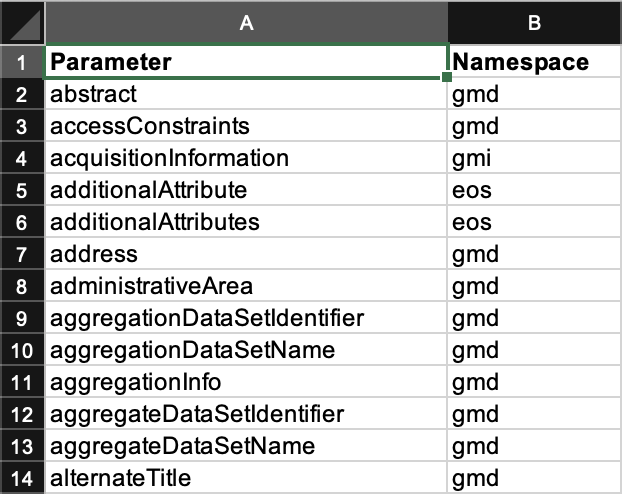 A B
1 Parameter Namespace
2 abstract gmd
3 accessConstraints gmd
4 acquisitionInformation gmi
5 additionalAttribute eos
6 additionalAttributes eos
7 address gmd
8 administrativeArea gmd
9 aggregationDataSetIdentifier gmd
10 aggregationDataSetName gmd
11 aggregationInfo gmd
12 aggregateDataSetIdentifier gmd
13 aggregateDataSetName gmd
14 alternateTitle gmd